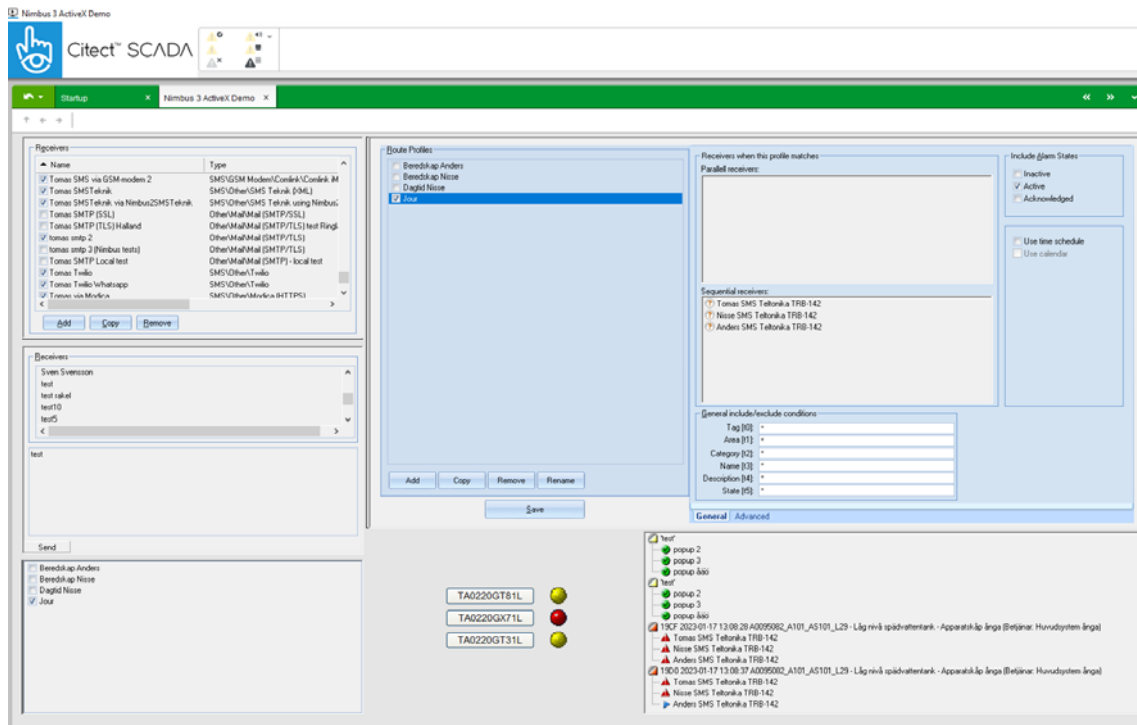 Nimbus 3 ActiveX Demo
Citect™ SCADA
Startup
Nimbus 3 ActiveX Demo
Receivers
Name Type
Tomas SMS via GSM-modem 2 SMS\GSM Modem\Comlink\Comlink iM
Tomas SMSTeknik SMS\Other\SMS Teknik (XML)
Tomas SMSTeknik via Nimbus2SMSTeknik SMS\Other\SMS Teknik using Nimbus2
Tomas SMTP (SSL) Other\Mail\Mail (SMTP/SSL)
Tomas SMTP (TLS) Halland Other\Mail\Mail (SMTP/TLS) test Ringl
tomas smtp 2 Other\Mail\Mail (SMTP/TLS)
tomas smtp 3 (Nimbus tests) Other\Mail\Mail (SMTP/TLS)
Tomas SMTP Local test Other\Mail\Mail (SMTP) - local test
Tomas Twilio SMS\Other\Twilio
Tomas Twilio Whatsapp SMS\Other\Twilio
Tomas via Modica SMS\Other\Modica (HTTPS)
Add Copy Remove
Receivers
Sven Svensson
test
test rakel
test10
test5
test
Send
Beredskap Anders
Beredskap Nisse
Dagtid Nisse
Jour
Route Profiles
Beredskap Anders
Beredskap Nisse
Dagtid Nisse
Jour
Add Copy Remove Rename
Save
Receivers when this profile matches
Parallell receivers:
Sequential receivers:
Tomas SMS Teltonika TRB-142
Nisse SMS Teltonika TRB-142
Anders SMS Teltonika TRB-142
General include/exclude conditions
Tag [t0]: *
Area [t1]: *
Category [t2]: *
Name [t3]: *
Description [t4]: *
State [t5]: *
General Advanced
Include Alarm States
Inactive
Active
Acknowledged
Use time schedule
Use calendar
TA0220GT81L
TA0220GX71L
TA0220GT31L
'test'
popup 2
popup 3
popup åäö
'test'
popup 2
popup 3
popup åäö
19CF 2023-01-17 13:08:28 A0095082_A101_AS101_L29 - Låg nivå spädvattentank - Apparatskåp ånga (Betjänar: Huvudsystem ånga)
Tomas SMS Teltonika TRB-142
Nisse SMS Teltonika TRB-142
Anders SMS Teltonika TRB-142
19D0 2023-01-17 13:08:37 A0095082_A101_AS101_L29 - Låg nivå spädvattentank - Apparatskåp ånga (Betjänar: Huvudsystem ånga)
Tomas SMS Teltonika TRB-142
Nisse SMS Teltonika TRB-142
Anders SMS Teltonika TRB-142